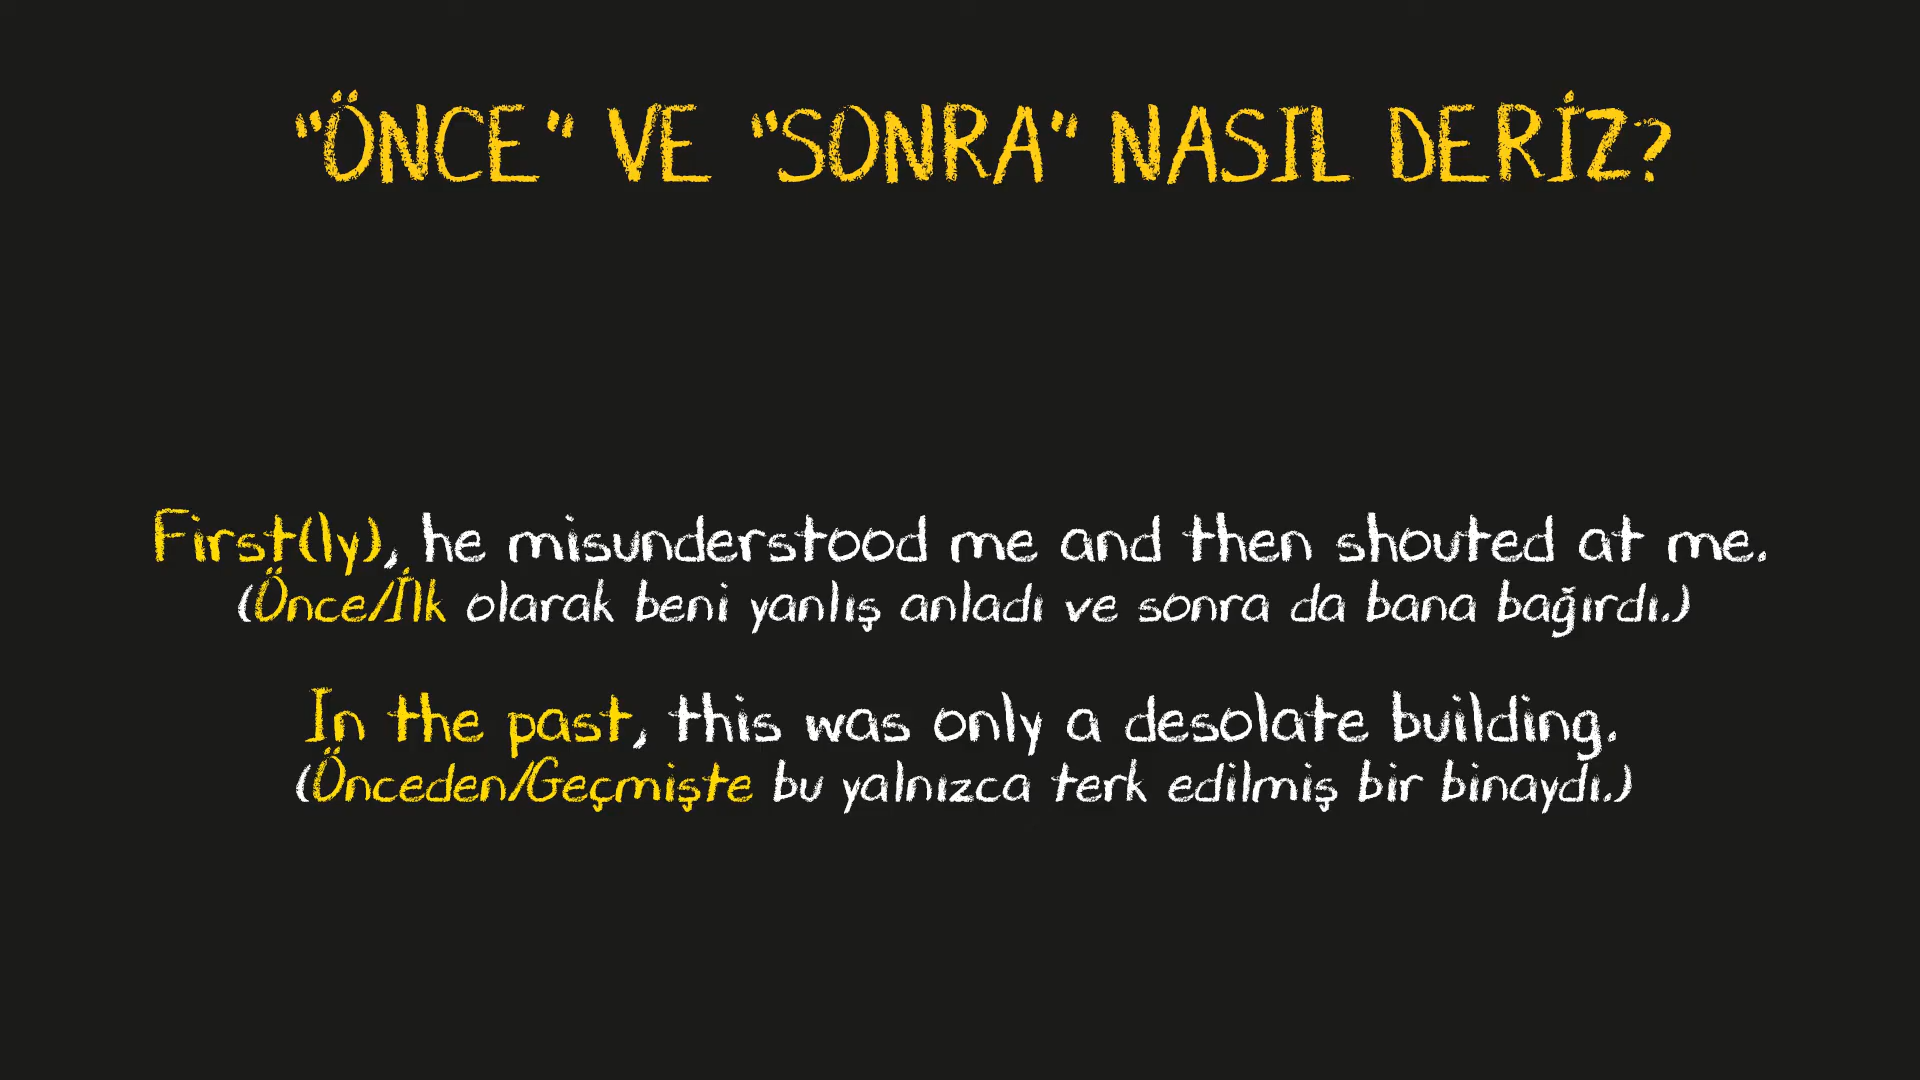 "ÖNCE" VE "SONRA" NASIL DERİZ?
First(ly), he misunderstood me and then shouted at me.
(Önce/İlk olarak beni yanlış anladı ve sonra da bana bağırdı.)
In the past, this was only a desolate building.
(Önceden/Geçmişte bu yalnızca terk edilmiş bir binaydı.)